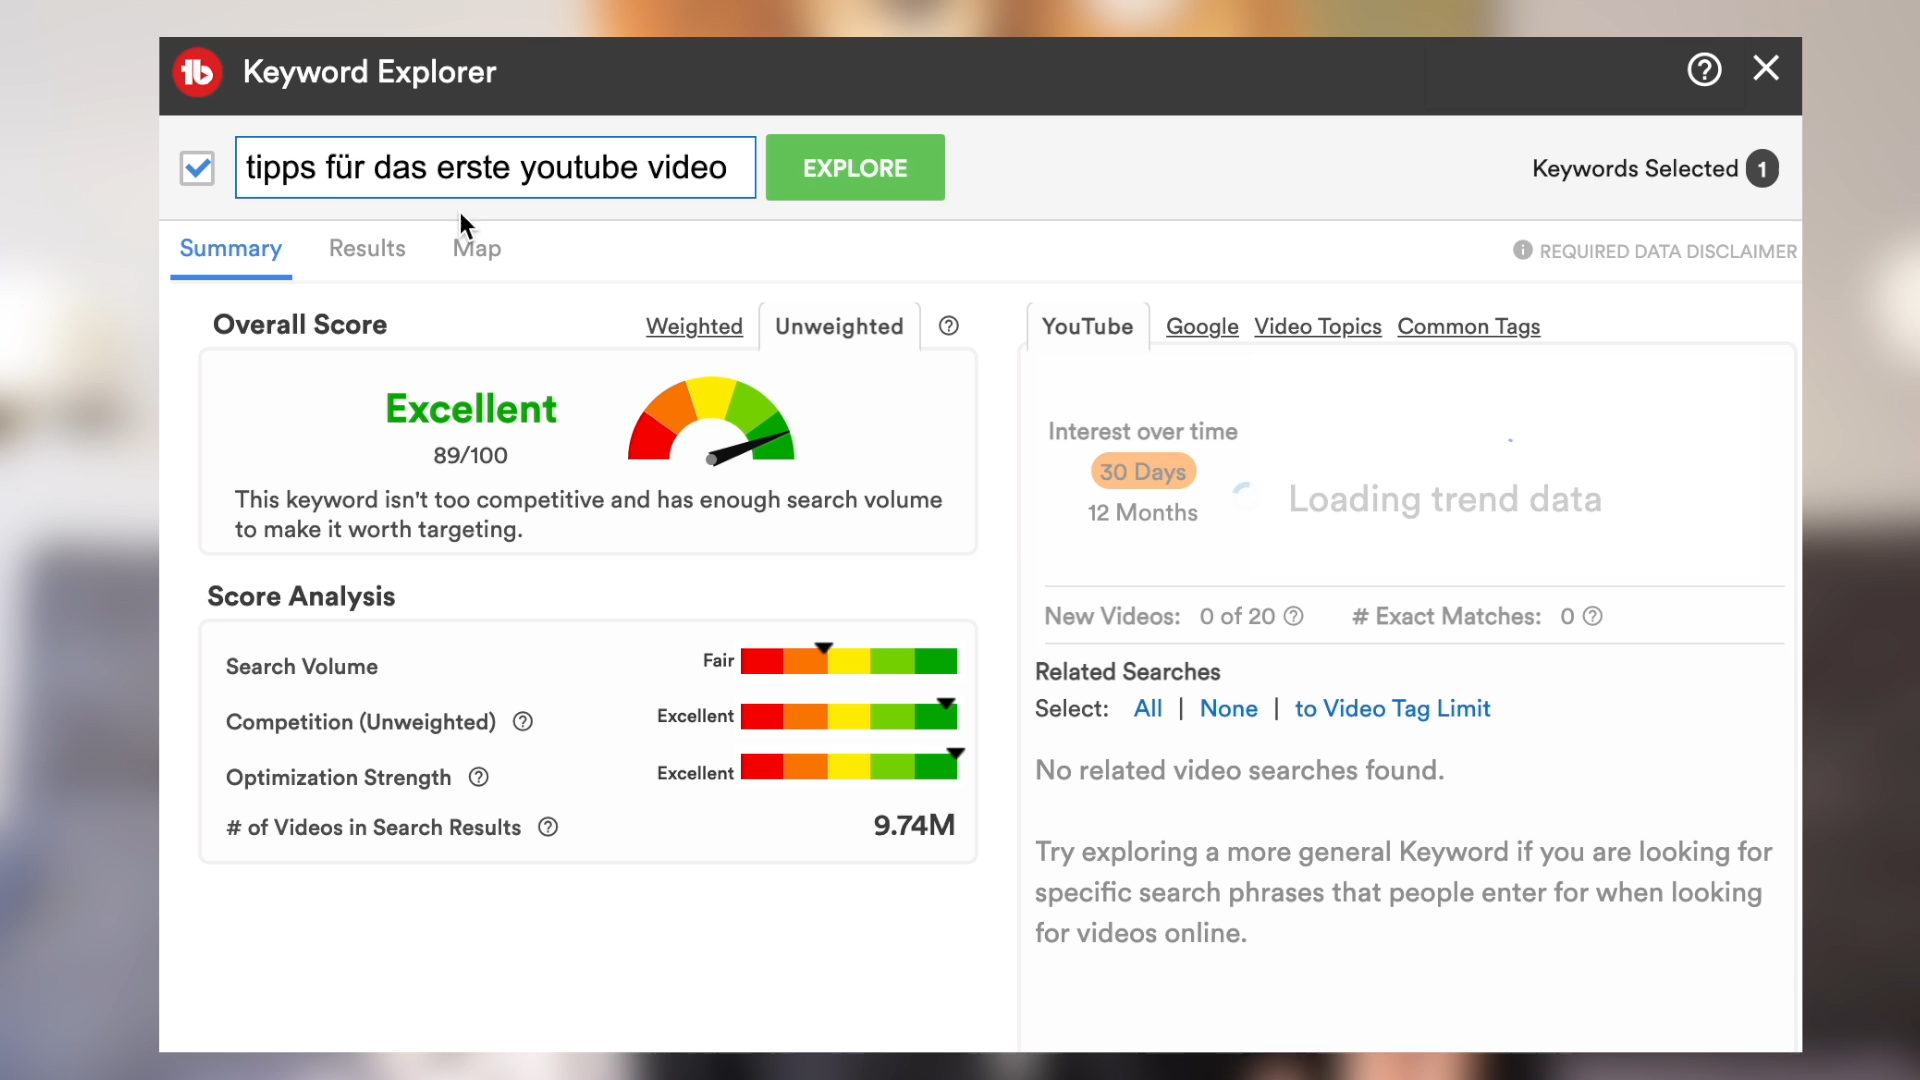 tb Keyword Explorer
tipps für das erste youtube video
EXPLORE
Keywords Selected 1
Summary
Results
Map
REQUIRED DATA DISCLAIMER
Overall Score
Weighted
Unweighted
Excellent
89/100
This keyword isn't too competitive and has enough search volume
to make it worth targeting.
Score Analysis
Search Volume
Fair
Competition (Unweighted)
Excellent
Optimization Strength
Excellent
# of Videos in Search Results
9.74M
YouTube
Google
Video Topics
Common Tags
Interest over time
30 Days
12 Months
Loading trend data
New Videos: 0 of 20
# Exact Matches: 0
Related Searches
Select: All | None | to Video Tag Limit
No related video searches found.
Try exploring a more general Keyword if you are looking for
specific search phrases that people enter for when looking
for videos online.